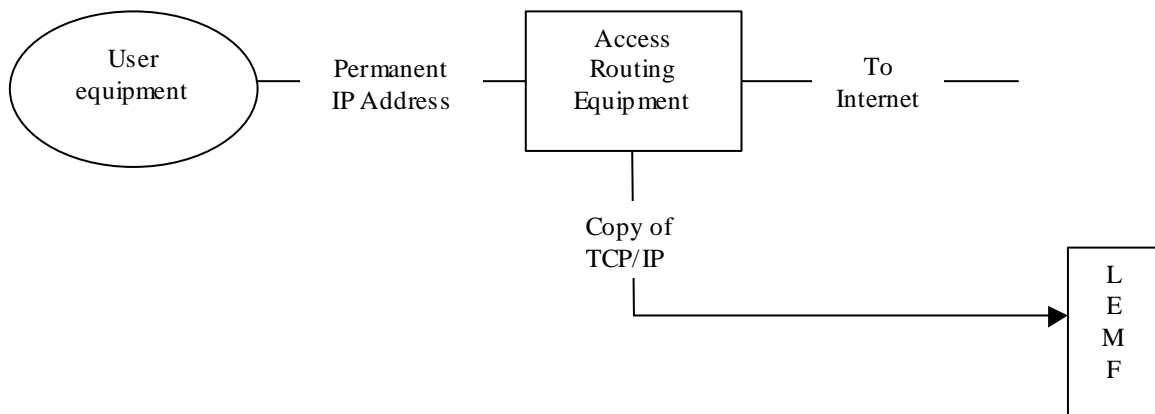 User
equipment
Permanent
IP Address
Access
Routing
Equipment
To
Internet
Copy of
TCP/IP
L
E
M
F